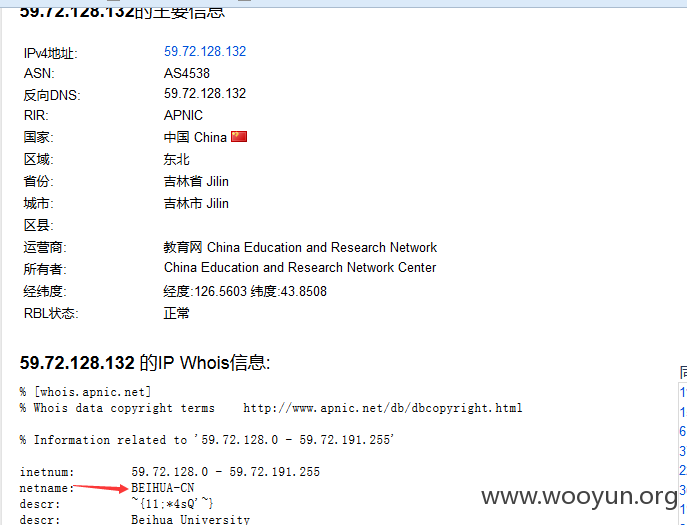 59.72.128.132的主要信息
IPv4地址: 59.72.128.132
ASN: AS4538
反向DNS: 59.72.128.132
RIR: APNIC
国家: 中国 China
区域: 东北
省份: 吉林省 Jilin
城市: 吉林市 Jilin
区县:
运营商: 教育网 China Education and Research Network
所有者: China Education and Research Network Center
经纬度: 经度:126.5603 纬度:43.8508
RBL状态: 正常
59.72.128.132 的IP Whois信息:
% [whois.apnic.net]
% Whois data copyright terms http://www.apnic.net/db/dbcopyright.html
% Information related to '59.72.128.0 - 59.72.191.255'
inetnum: 59.72.128.0 - 59.72.191.255
netname: BEIHUA-CN
descr: ~{11;*4sQ'~}
descr: Beihua University
www.wooyun.org